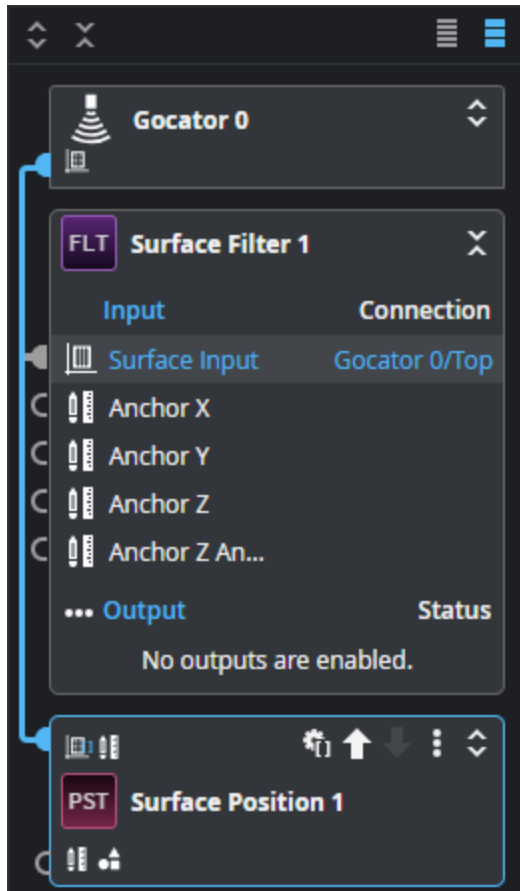 Gocator 0
FLT Surface Filter 1
Input Connection
Surface Input Gocator 0/Top
Anchor X
Anchor Y
Anchor Z
Anchor Z An...
Output Status
No outputs are enabled.
PST Surface Position 1